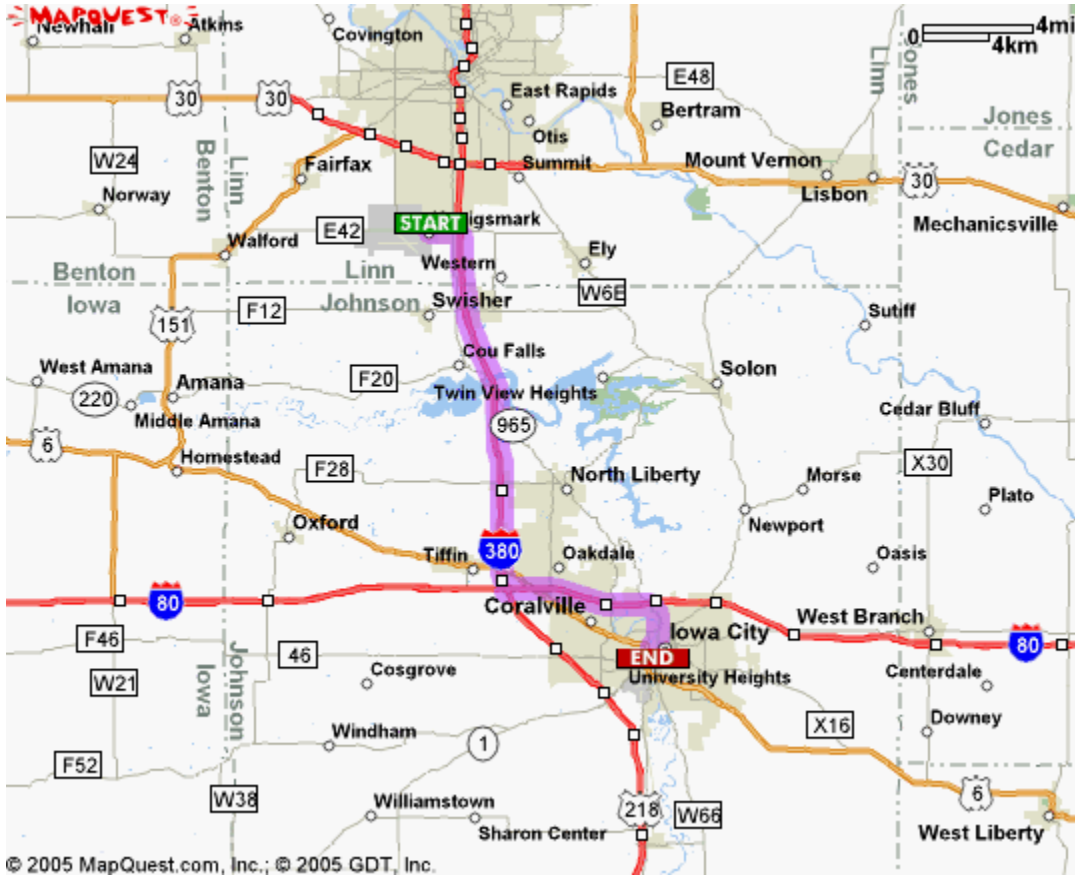 MAPQUEST
Newhall
Atkins
Covington
0
4mi
4km
Linn
Jones
E48
30
30
East Rapids
Bertram
Otis
Jones
Cedar
W24
Benton
Linn
Fairfax
Summit
Mount Vernon
Lisbon
30
Norway
Mechanicsville
E42
START
igsmark
Walford
Ely
Western
Benton
Iowa
Linn
Johnson
Swisher
W6E
F12
151
Sutiff
Cou Falls
West Amana
Amana
F20
Solon
220
Twin View Heights
Middle Amana
965
Cedar Bluff
6
Homestead
F28
North Liberty
Morse
X30
Plato
Oxford
Newport
380
Tiffin
Oakdale
Oasis
80
Coralville
West Branch
F46
Iowa City
46
END
80
W21
Iowa
Johnson
Cosgrove
University Heights
Centerdale
Windham
1
X16
Downey
F52
W38
Williamstown
218
W66
6
Sharon Center
West Liberty
© 2005 MapQuest.com, Inc.; © 2005 GDT, Inc.